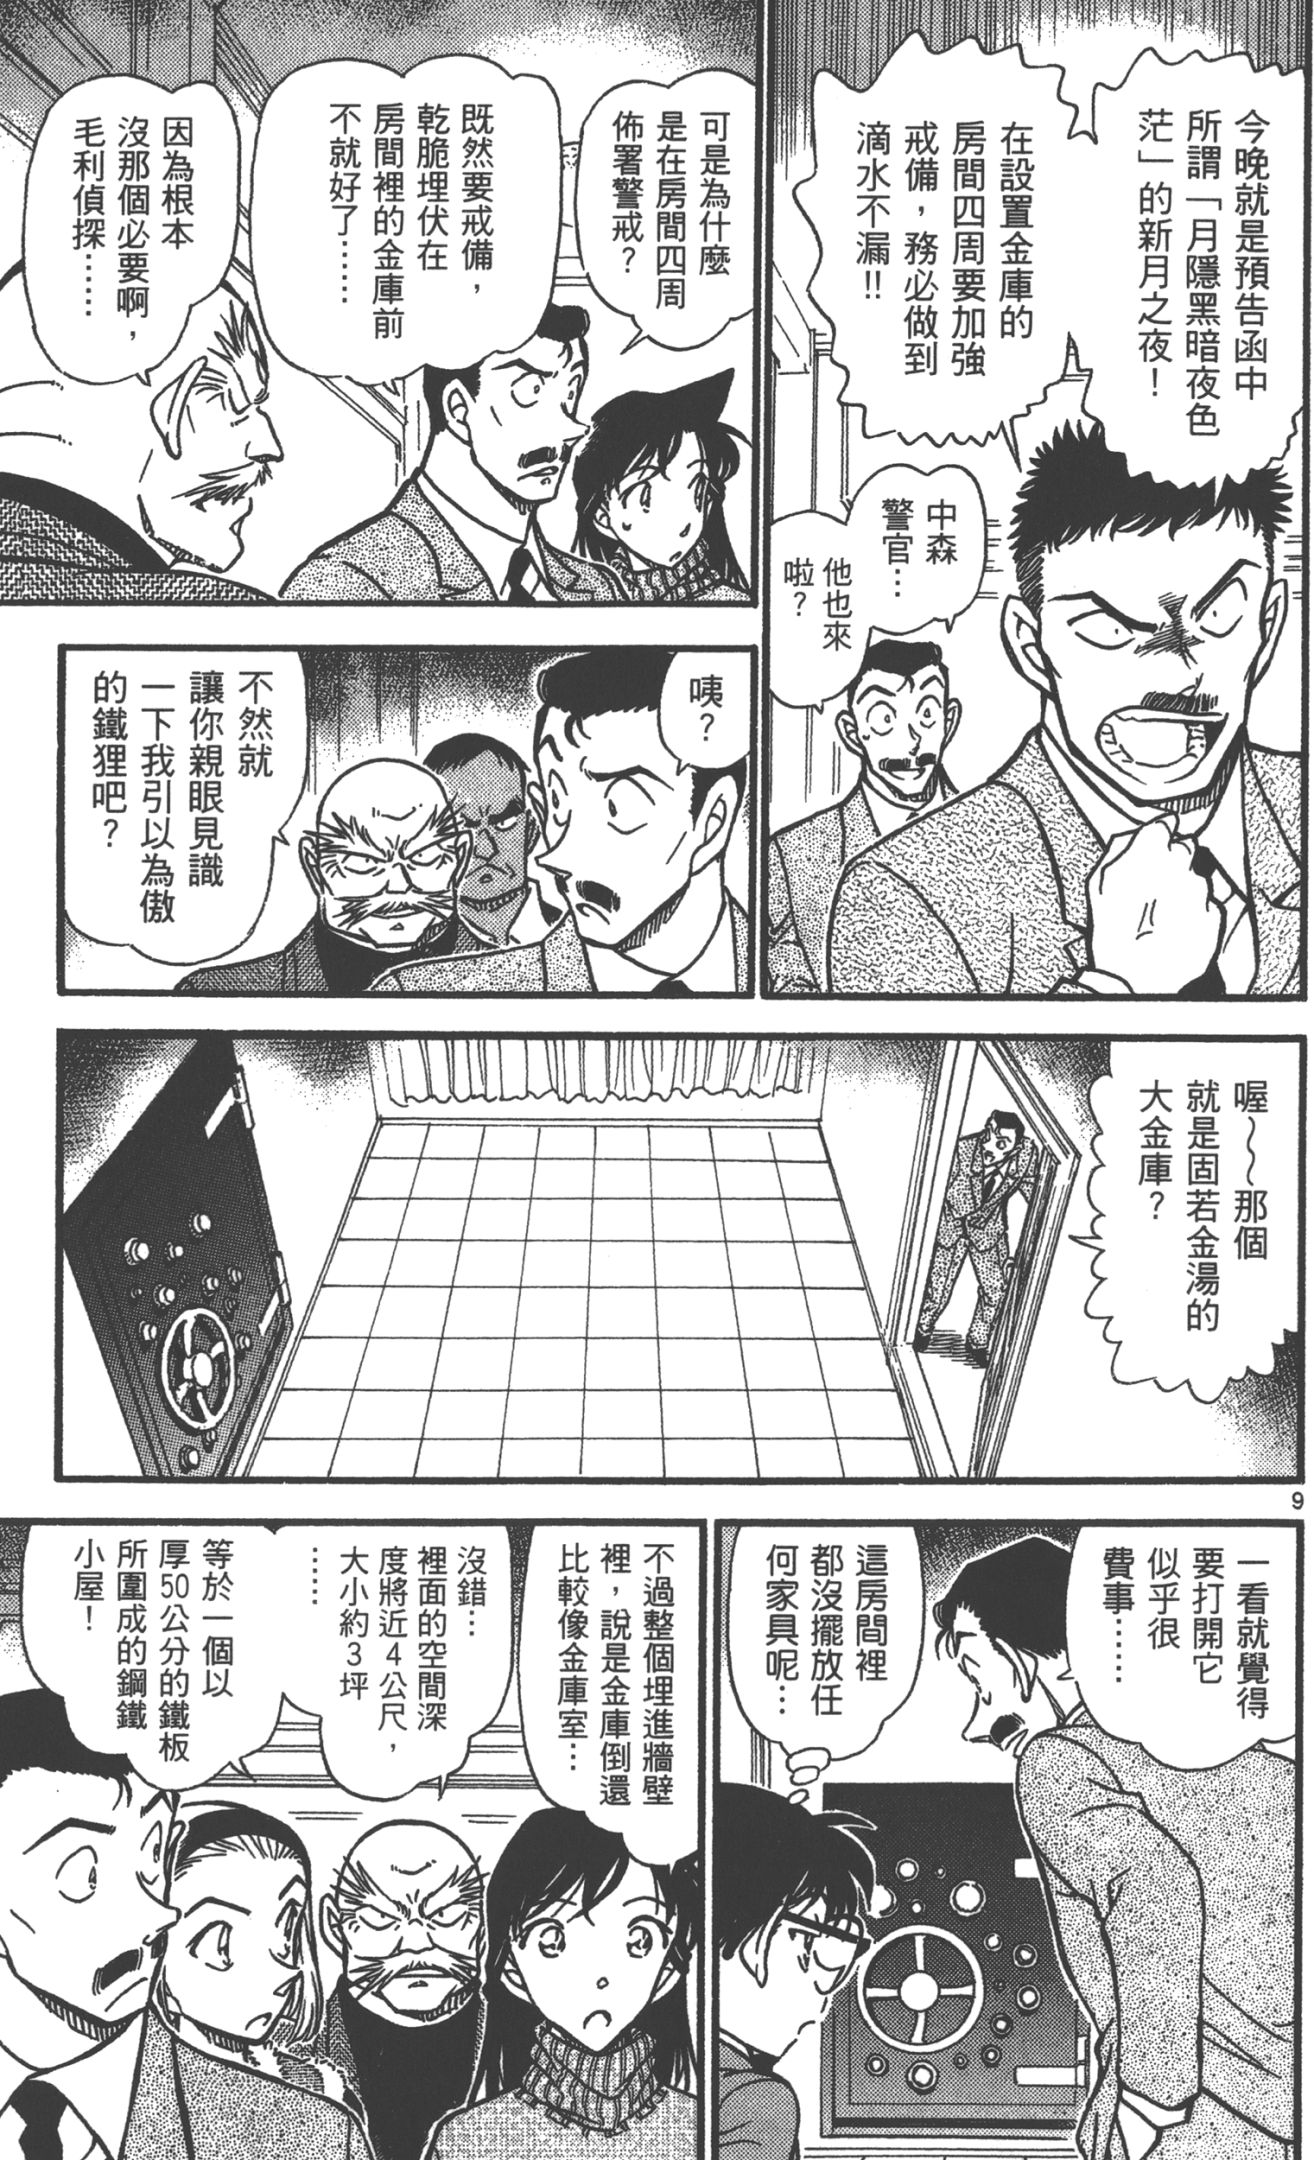 今晚就是預告函中
所謂「月隱黑暗夜色
茫」的新月之夜！
在設置金庫的
房間四周要加強
戒備，務必做到
滴水不漏!!
中森
警官…
他也來
啦？
可是為什麼
是在房間四周
佈署警戒？
既然要戒備，
乾脆埋伏在
房間裡的金庫前
不就好了……
因為根本
沒那個必要啊，
毛利偵探……
咦？
不然就
讓你親眼見識
一下我引以為傲
的鐵狸吧？
喔～～那個
就是固若金湯的
大金庫？
9
一看就覺得
要打開它
似乎很
費事……
這房間裡
都沒擺放任
何家具呢…
不過整個埋進牆壁
裡，說是金庫倒還
比較像金庫室…
沒錯…
裡面的空間深
度將近4公尺，
大小約3坪
……
等於一個以
厚50公分的鐵板
所圍成的鋼鐵
小屋！